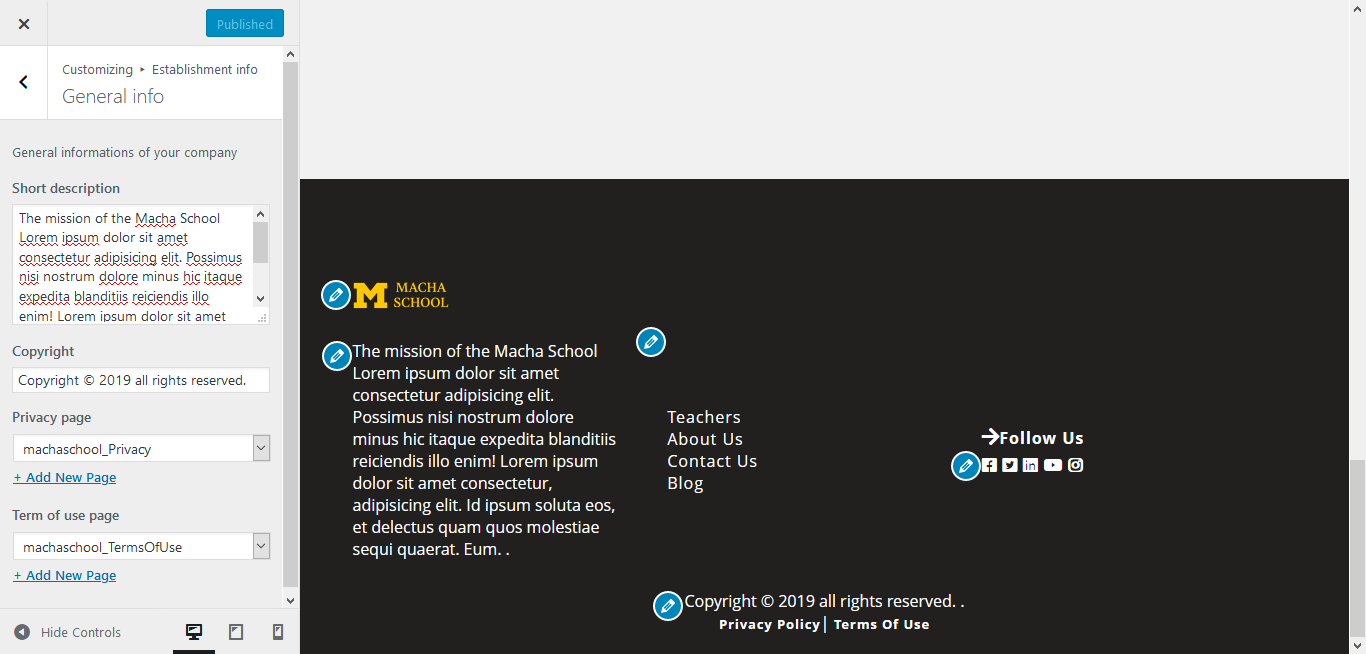 Published
Customizing ▸ Establishment info
General info
General informations of your company
Short description
The mission of the Macha School
Lorem ipsum dolor sit amet
consectetur adipisicing elit. Possimus
nisi nostrum dolore minus hic itaque
expedita blanditiis reiciendis illo
enim! Lorem ipsum dolor sit amet
Copyright
Copyright © 2019 all rights reserved.
Privacy page
machaschool_Privacy
+ Add New Page
Term of use page
machaschool_TermsOfUse
+ Add New Page
Hide Controls
M MACHA
SCHOOL
The mission of the Macha School
Lorem ipsum dolor sit amet
consectetur adipisicing elit.
Possimus nisi nostrum dolore
minus hic itaque expedita blanditiis
reiciendis illo enim! Lorem ipsum
dolor sit amet consectetur,
adipisicing elit. Id ipsum soluta eos,
et delectus quam quos molestiae
sequi quaerat. Eum. .
Teachers
About Us
Contact Us
Blog
Follow Us
Copyright © 2019 all rights reserved. .
Privacy Policy| Terms Of Use